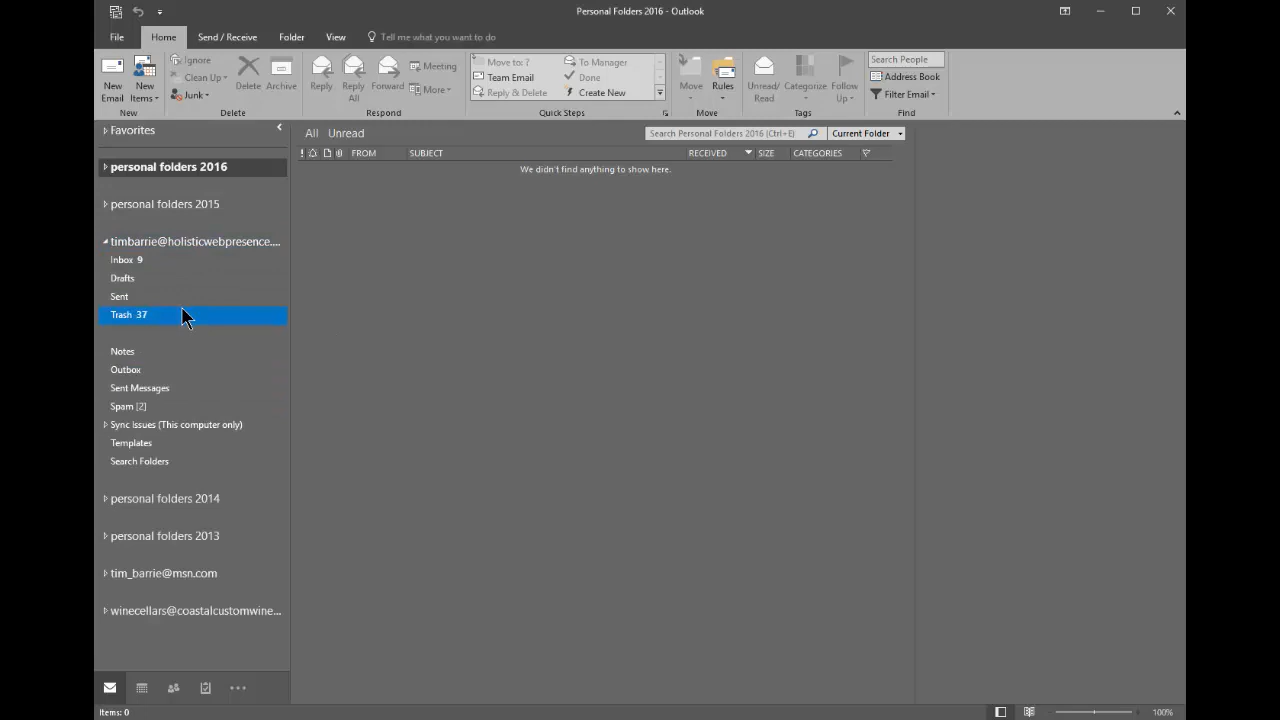 Personal Folders 2016 - Outlook
File Home Send / Receive Folder View Tell me what you want to do
New Email
New Items
Ignore
Clean Up
Junk
Delete
Archive
Delete
New
Reply
Reply All
Forward
Meeting
More
Respond
Move to: ?
Team Email
Reply & Delete
To Manager
Done
Create New
Quick Steps
Move
Rules
Move
Unread/ Read
Categorize
Follow Up
Tags
Search People
Address Book
Filter Email
Find
Favorites
personal folders 2016
personal folders 2015
timbarrie@holisticwebpresence....
Inbox 9
Drafts
Sent
Trash 37
Notes
Outbox
Sent Messages
Spam [2]
Sync Issues (This computer only)
Templates
Search Folders
personal folders 2014
personal folders 2013
tim_barrie@msn.com
winecellars@coastalcustomwine...
All Unread
Search Personal Folders 2016 (Ctrl+E) Current Folder
! FROM SUBJECT RECEIVED SIZE CATEGORIES
We didn't find anything to show here.
Items: 0
100%